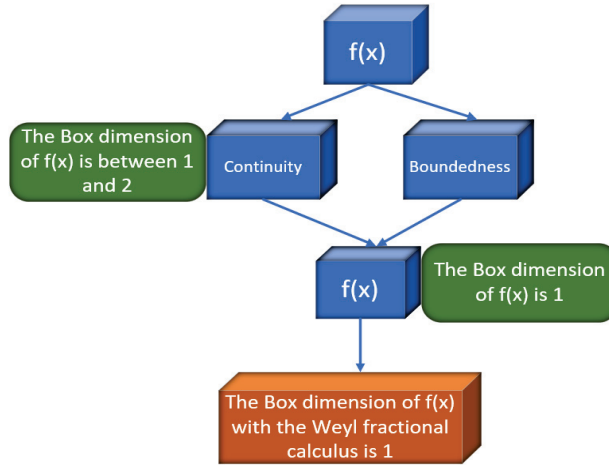 f(x)
The Box dimension
of f(x) is between 1
and 2
Continuity
Boundedness
f(x)
The Box dimension
of f(x) is 1
The Box dimension of f(x)
with the Weyl fractional
calculus is 1